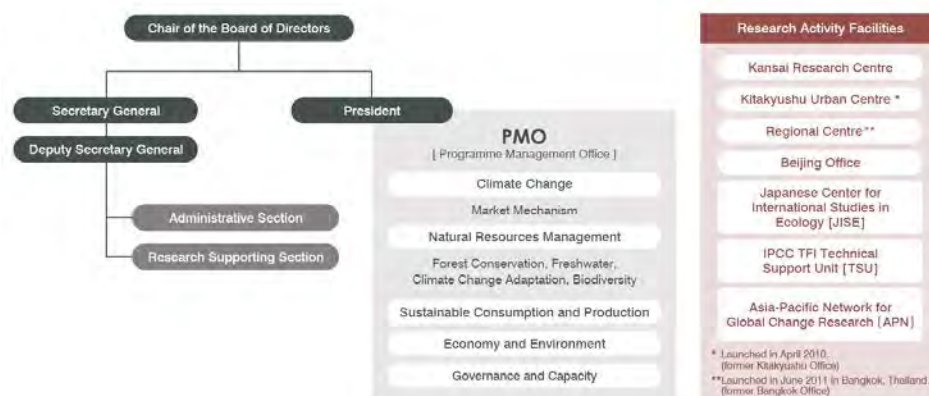 Chair of the Board of Directors
Secretary General
President
Deputy Secretary General
Administrative Section
Research Supporting Section
PMO
[ Programme Management Office ]
Climate Change
Market Mechanism
Natural Resources Management
Forest Conservation, Freshwater,
Climate Change Adaptation, Biodiversity
Sustainable Consumption and Production
Economy and Environment
Governance and Capacity
Research Activity Facilities
Kansai Research Centre
Kitakyushu Urban Centre *
Regional Centre**
Beijing Office
Japanese Center for
International Studies in
Ecology [JISE]
IPCC TFI Technical
Support Unit [TSU]
Asia-Pacific Network for
Global Change Research [APN]
* Launched in April 2010.
(former Kitakyushu Office)
**Launched in June 2011 in Bangkok, Thailand.
(former Bangkok Office)